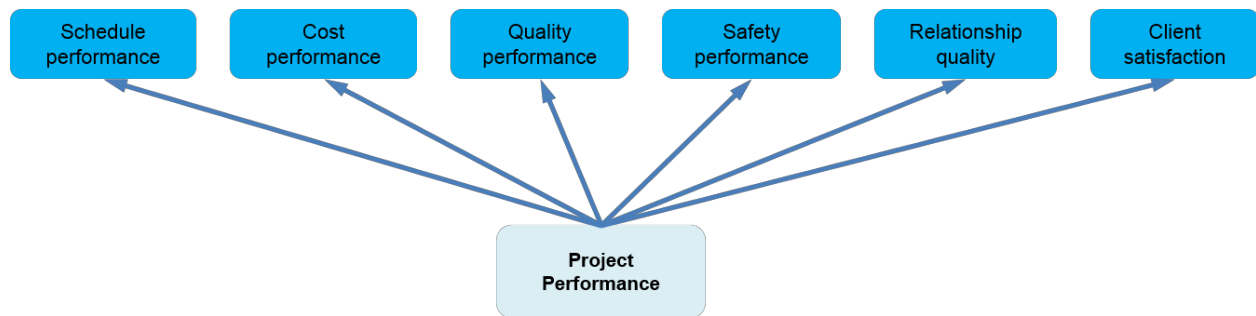 Schedule
performance
Cost
performance
Quality
performance
Safety
performance
Relationship
quality
Client
satisfaction
Project
Performance